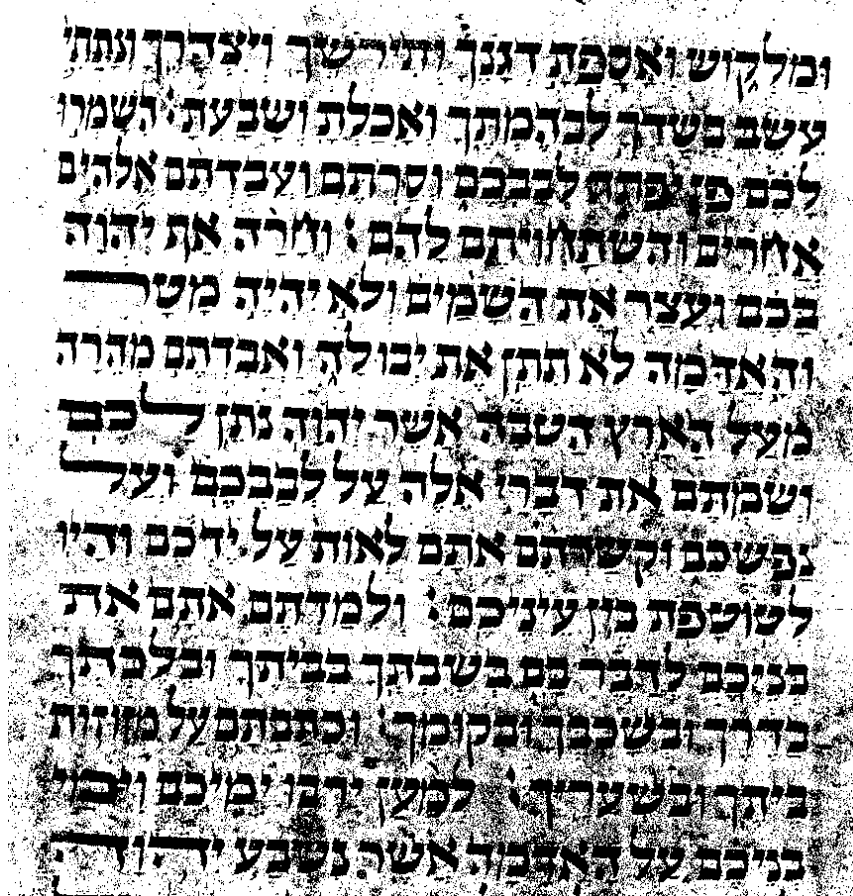 ומלקוש ואספת דגנך ותירשך ויצהרך ונתתי
עשב בשדך לבהמתך ואכלת ושבעת: השמרו
לכם פן יפתה לבבכם וסרתם ועבדתם אלהים
אחרים והשתחויתם להם: וחרה אף יהוה
בכם ועצר את השמים ולא יהיה מטר
והאדמה לא תתן את יבולה ואבדתם מהרה
מעל הארץ הטבה אשר יהוה נתן לכם
ושמתם את דברי אלה על לבבכם ועל
נפשכם וקשרתם אתם לאות על ידכם והיו
לטוטפת בין עיניכם: ולמדתם אתם את
בניכם לדבר בם בשבתך בביתך ובלכתך
בדרך ובשכבך ובקומך: וכתבתם על מזוזות
ביתך ובשעריך: למען ירבו ימיכם וימי
בניכם על האדמה אשר נשבע יהוה